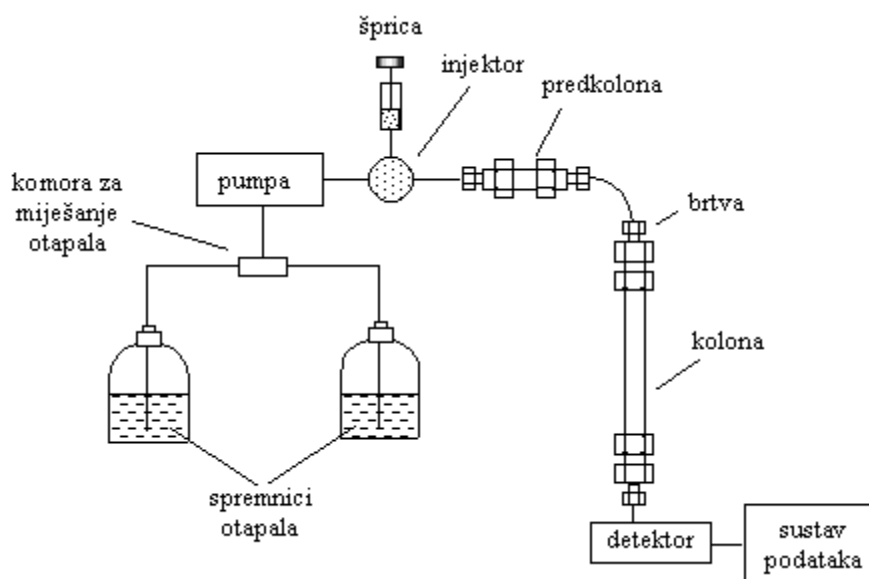 šprica
injektor
predkolona
komora za
miješanje
otapala
pumpa
brtva
kolona
spremnici
otapala
detektor
sustav
podataka